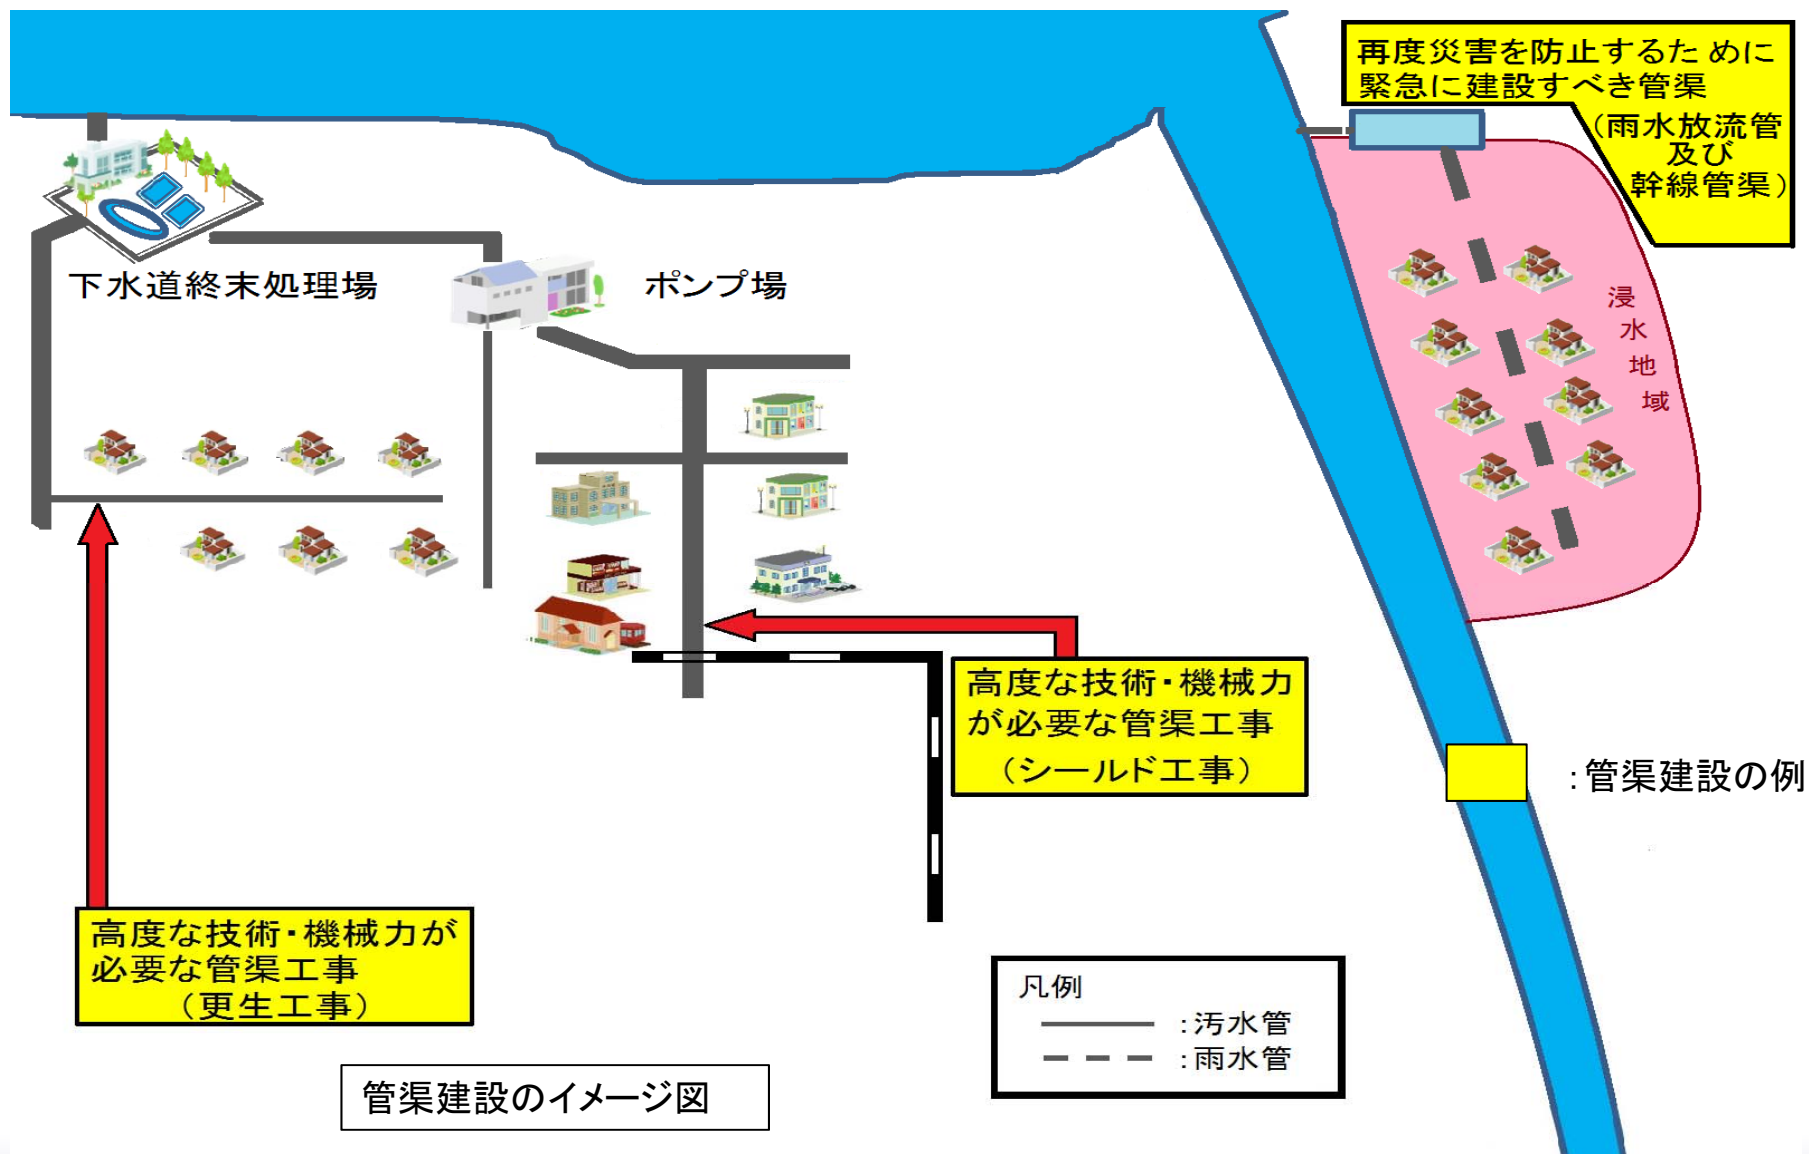 再度災害を防止するために
緊急に建設すべき管渠
（雨水放流管
及び
幹線管渠）
下水道終末処理場
ポンプ場
浸水地域
高度な技術・機械力
が必要な管渠工事
（シールド工事）
：管渠建設の例
高度な技術・機械力が
必要な管渠工事
（更生工事）
凡例
：汚水管
：雨水管
管渠建設のイメージ図